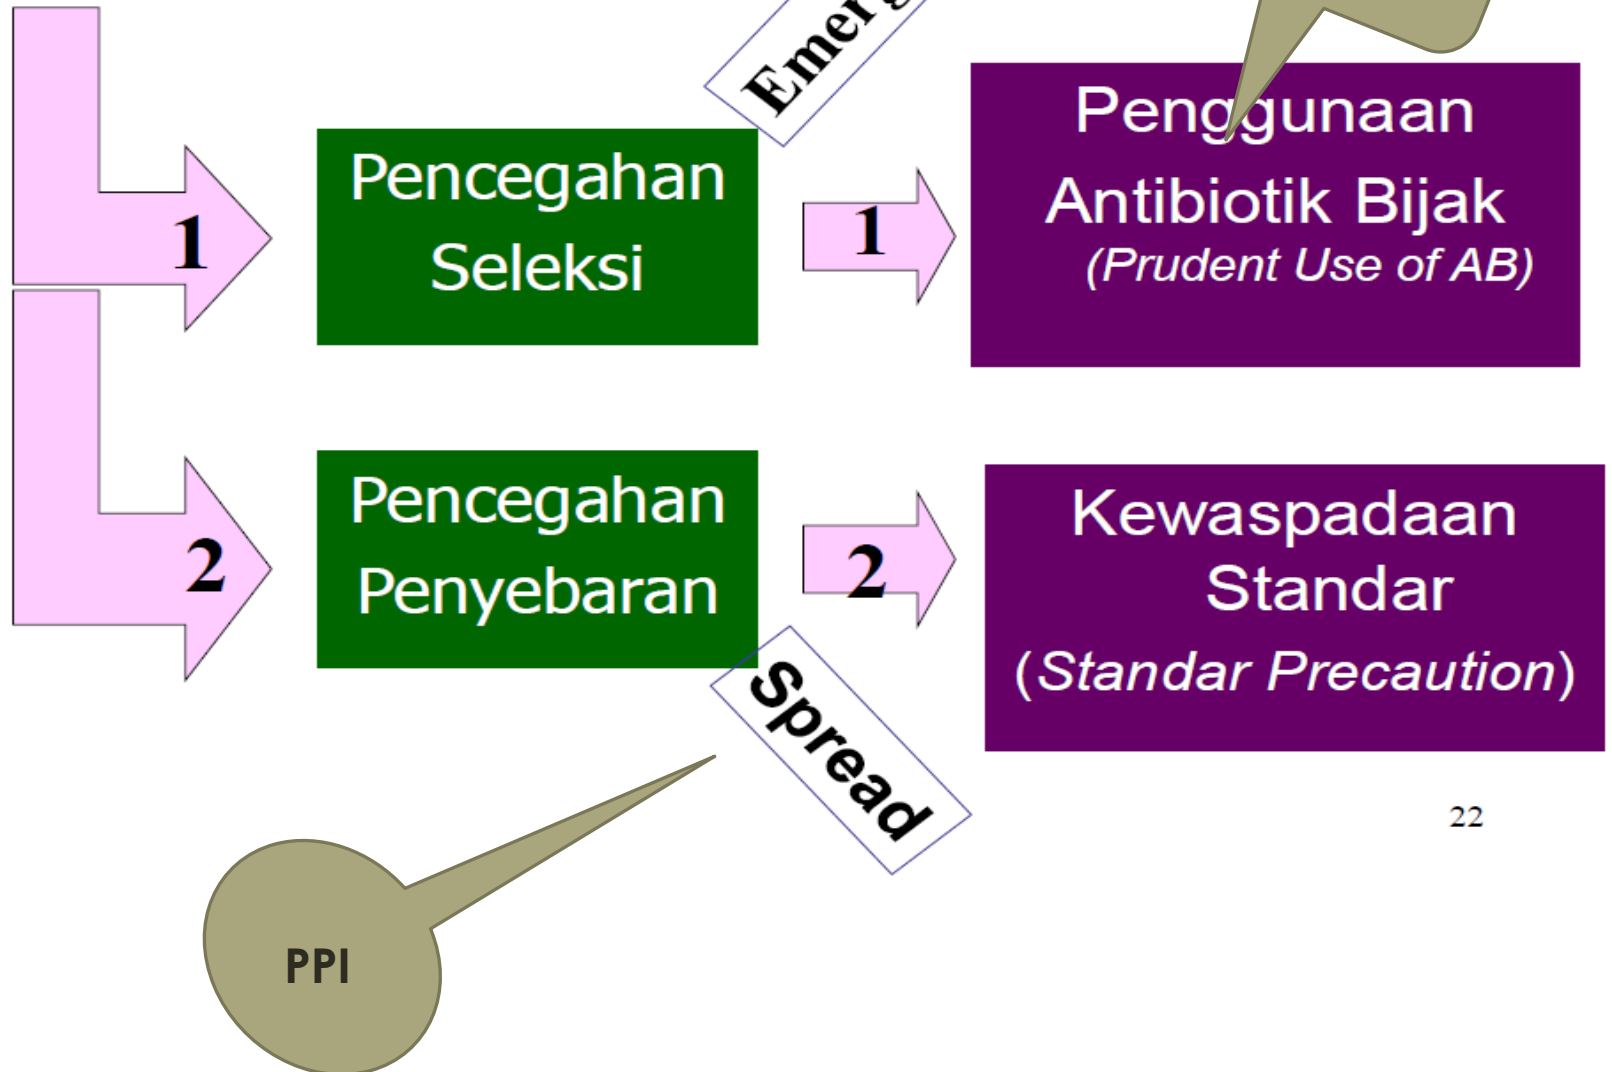 Emerg
Penggunaan
Antibiotik Bijak
(Prudent Use of AB)
Pencegahan
Seleksi
1
1
Pencegahan
Penyebaran
2
2
Kewaspadaan
Standar
(Standar Precaution)
Spread
22
PPI